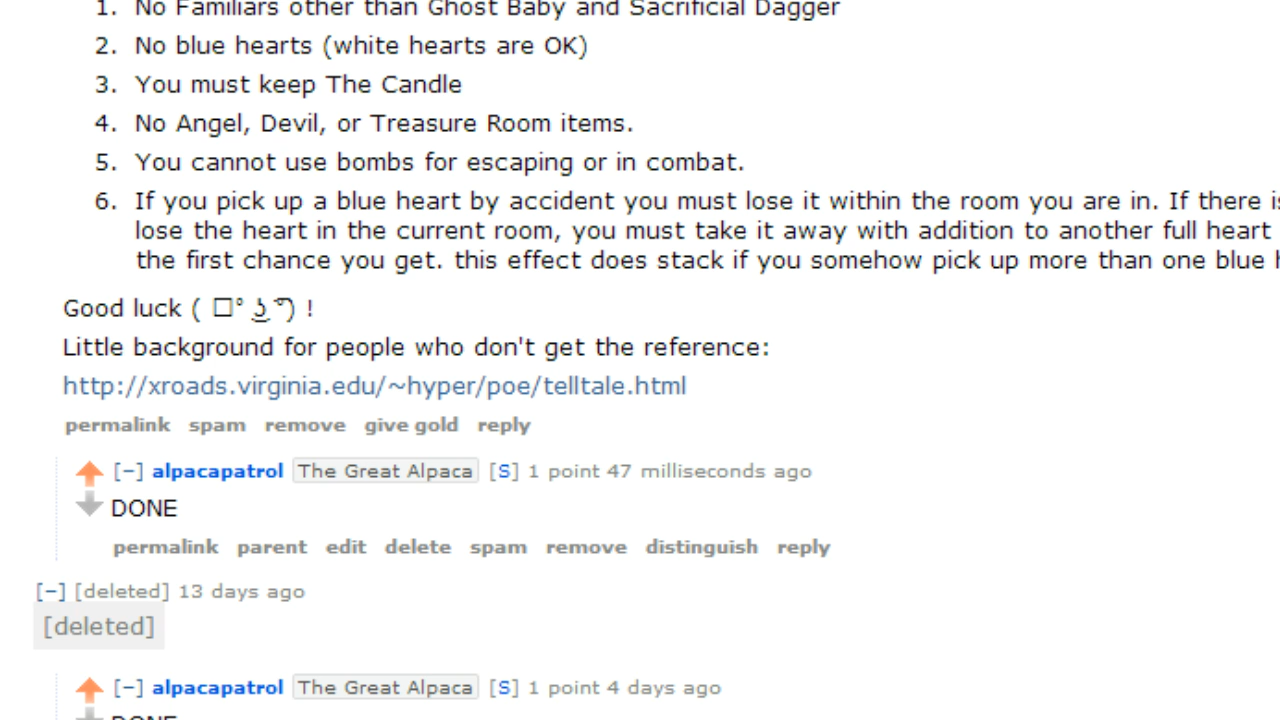 1. No Familiars other than Ghost Baby and Sacrificial Dagger
2. No blue hearts (white hearts are OK)
3. You must keep The Candle
4. No Angel, Devil, or Treasure Room items.
5. You cannot use bombs for escaping or in combat.
6. If you pick up a blue heart by accident you must lose it within the room you are in. If there is
lose the heart in the current room, you must take it away with addition to another full heart
the first chance you get. this effect does stack if you somehow pick up more than one blue
Good luck ( □° ͜ʖ ͡°) !
Little background for people who don't get the reference:
http://xroads.virginia.edu/~hyper/poe/telltale.html
permalink spam remove give gold reply
[–] alpacapatrol The Great Alpaca [S] 1 point 47 milliseconds ago
DONE
permalink parent edit delete spam remove distinguish reply
[–] [deleted] 13 days ago
[deleted]
[–] alpacapatrol The Great Alpaca [S] 1 point 4 days ago
DONE